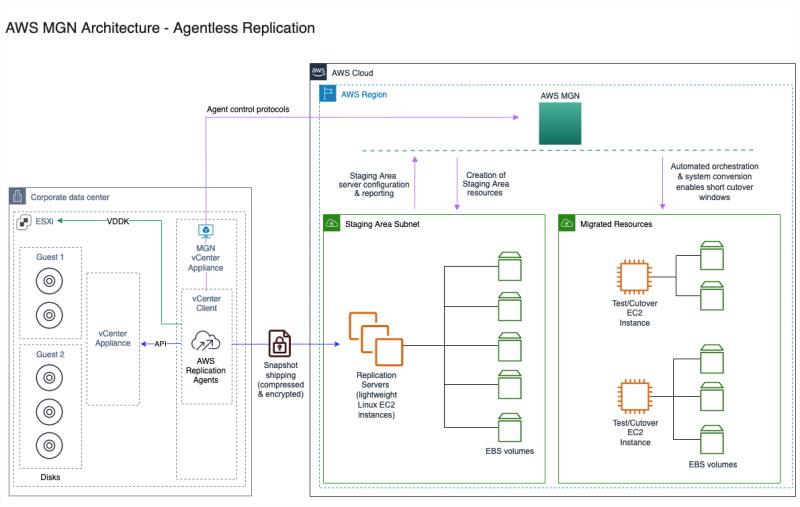 AWS MGN Architecture - Agentless Replication
aws
AWS Cloud
AWS Region
AWS MGN
Agent control protocols
Staging Area
server configuration
& reporting
Creation of
Staging Area
resources
Automated orchestration
& system conversion
enables short cutover
windows
Corporate data center
ESXi
VDDK
MGN
vCenter
Appliance
Guest 1
vCenter
Appliance
vCenter
Client
API
AWS
Replication
Agents
Guest 2
Disks
Snapshot
shipping
(compressed
& encrypted)
Staging Area Subnet
Replication
Servers
(lightweight
Linux EC2
instances)
EBS volumes
Migrated Resources
Test/Cutover
EC2
Instance
Test/Cutover
EC2
Instance
EBS volumes